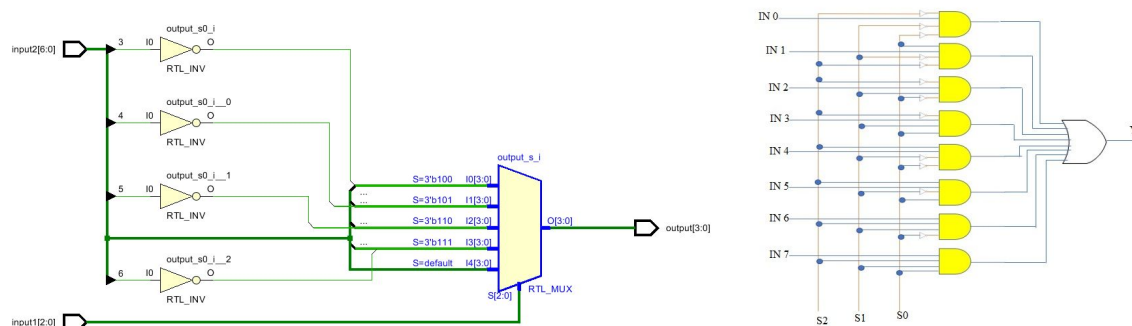 output_s0_i
input2[6:0]
3 I0 O
RTL_INV
output_s0_i__0
4 I0 O
RTL_INV
output_s0_i__1
5 I0 O
RTL_INV
output_s0_i__2
6 I0 O
RTL_INV
output_s_i
S=3'b100 I0[3:0]
...
S=3'b101 I1[3:0]
...
S=3'b110 I2[3:0]
...
S=3'b111 I3[3:0]
S=default I4[3:0]
O[3:0]
S[2:0]
RTL_MUX
output[3:0]
input1[2:0]
IN 0
IN 1
IN 2
IN 3
IN 4
IN 5
IN 6
IN 7
S2 S1 S0